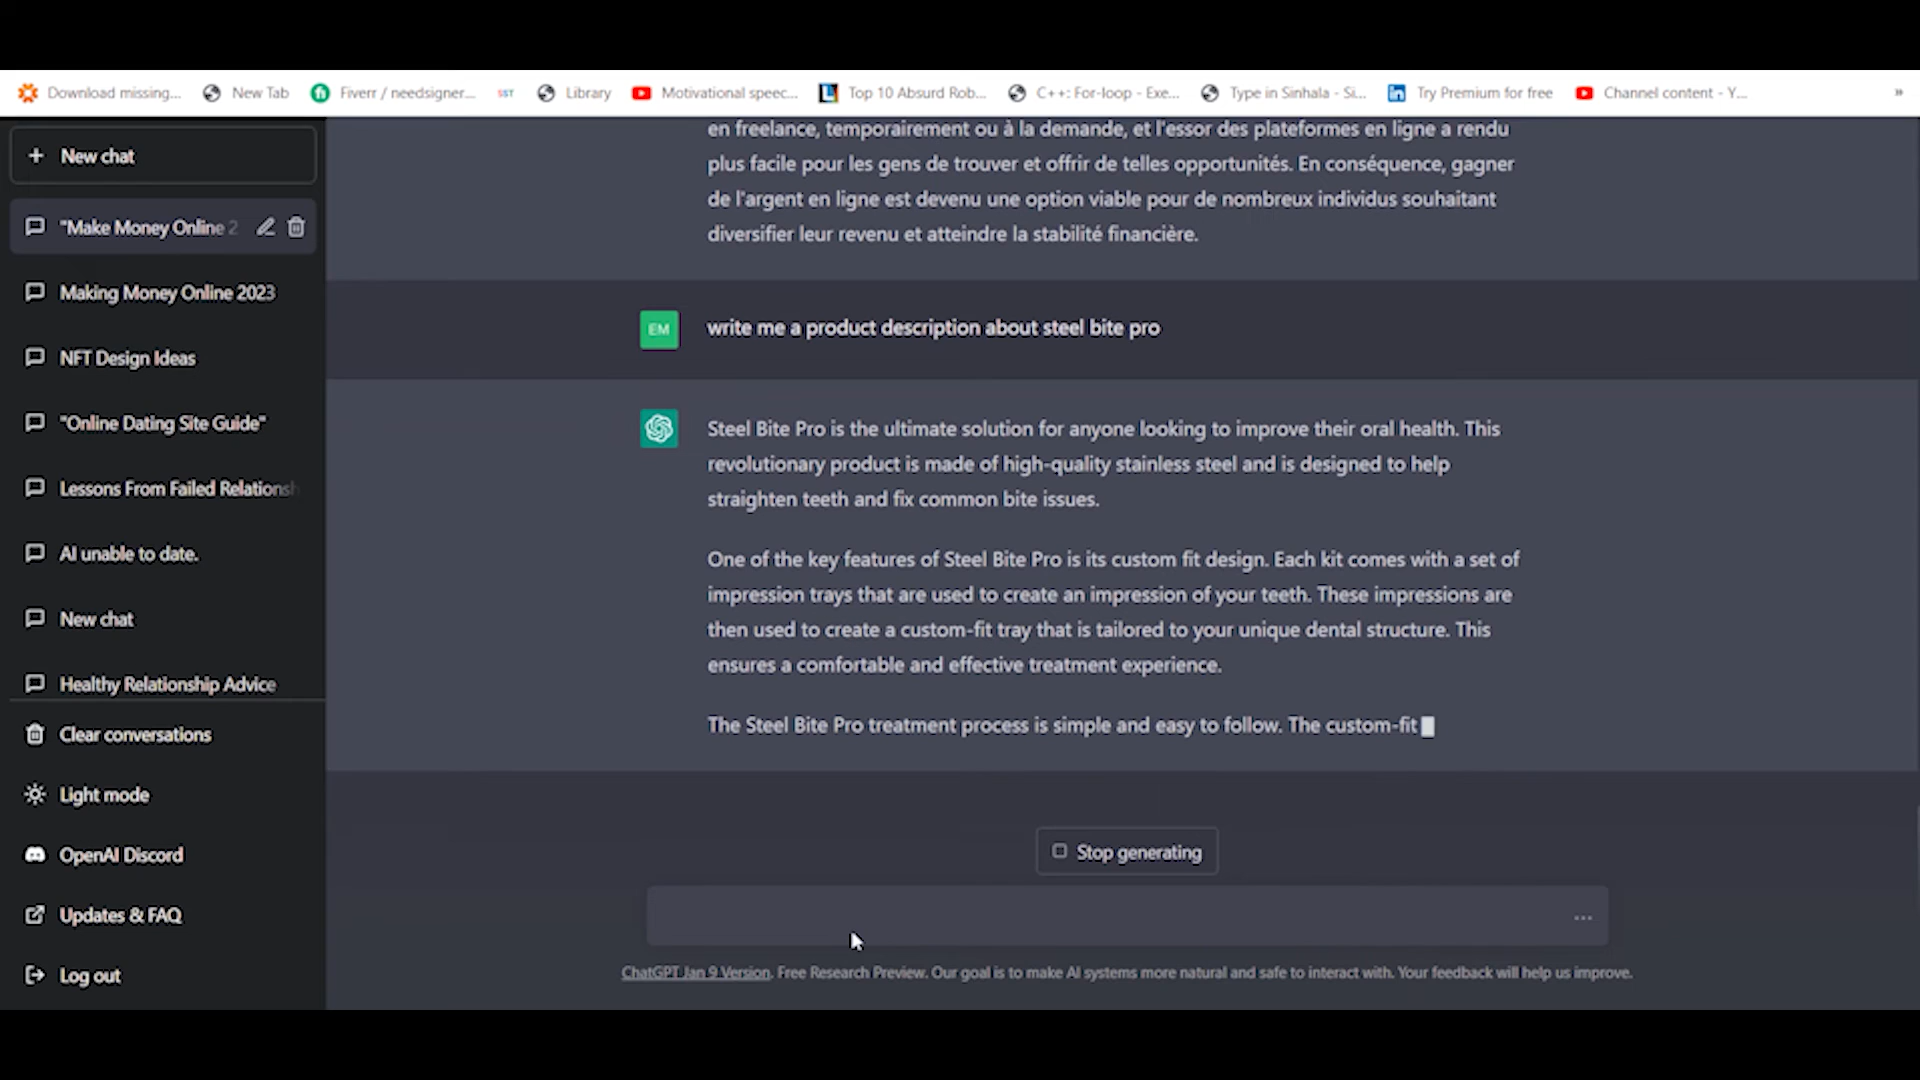 Download missing... New Tab Fiverr / needsigner... SST Library Motivational speec... Top 10 Absurd Rob... C++: For-loop - Exe... Type in Sinhala - Si... Try Premium for free Channel content - Y... »
New chat
"Make Money Online 2
Making Money Online 2023
NFT Design Ideas
"Online Dating Site Guide"
Lessons From Failed Relationsh
AI unable to date.
New chat
Healthy Relationship Advice
Clear conversations
Light mode
OpenAI Discord
Updates & FAQ
Log out
en freelance, temporairement ou à la demande, et l'essor des plateformes en ligne a rendu
plus facile pour les gens de trouver et offrir de telles opportunités. En conséquence, gagner
de l'argent en ligne est devenu une option viable pour de nombreux individus souhaitant
diversifier leur revenu et atteindre la stabilité financière.
EM
write me a product description about steel bite pro
Steel Bite Pro is the ultimate solution for anyone looking to improve their oral health. This
revolutionary product is made of high-quality stainless steel and is designed to help
straighten teeth and fix common bite issues.
One of the key features of Steel Bite Pro is its custom fit design. Each kit comes with a set of
impression trays that are used to create an impression of your teeth. These impressions are
then used to create a custom-fit tray that is tailored to your unique dental structure. This
ensures a comfortable and effective treatment experience.
The Steel Bite Pro treatment process is simple and easy to follow. The custom-fit
Stop generating
ChatGPT Jan 9 Version. Free Research Preview. Our goal is to make AI systems more natural and safe to interact with. Your feedback will help us improve.